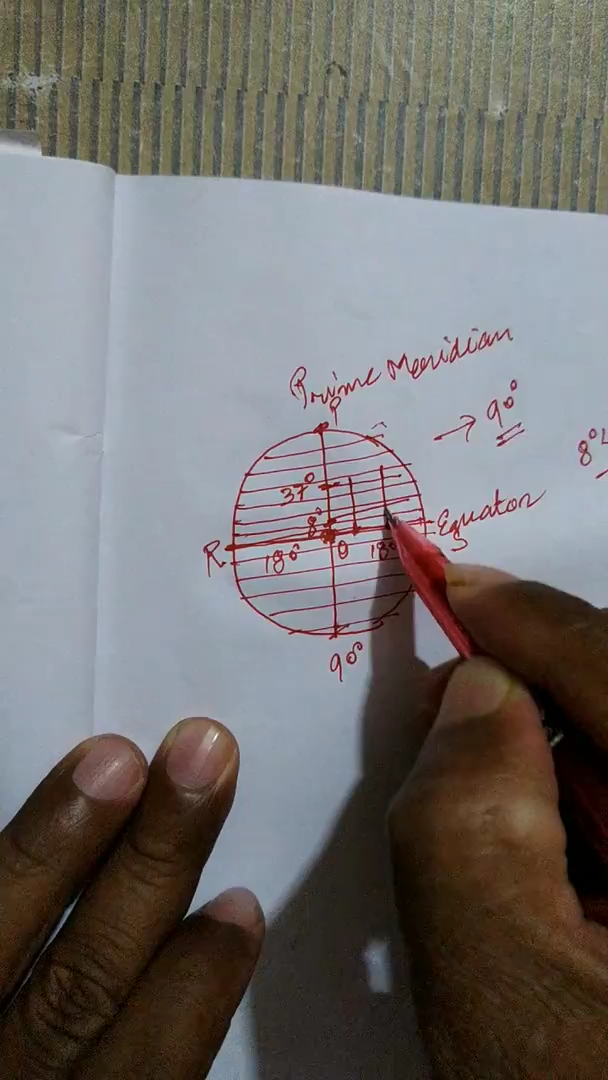 Prime Meridian
P
→ 90°
8°
37°
8°
Equator
R
180°
0
180
S
90°